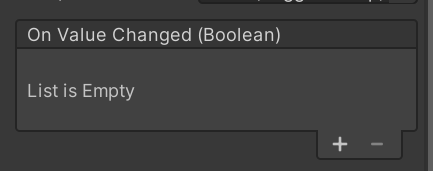 On Value Changed (Boolean)
List is Empty
+ −